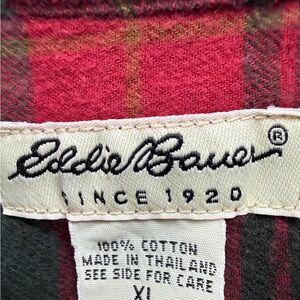 Eddie Bauer®
SINCE 1920
100% COTTON
MADE IN THAILAND
SEE SIDE FOR CARE
XL